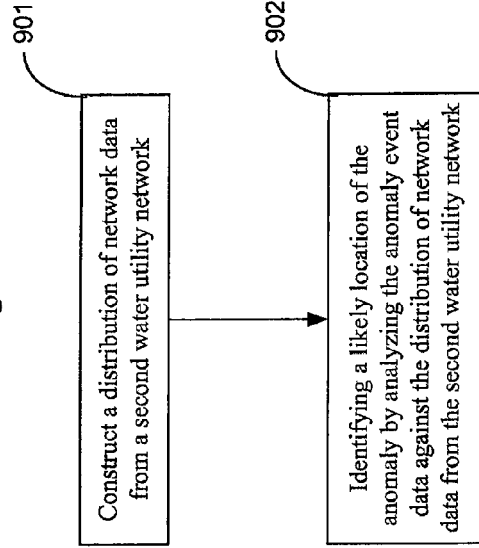 901
Construct a distribution of network data
from a second water utility network
902
Identifying a likely location of the
anomaly by analyzing the anomaly event
data against the distribution of network
data from the second water utility network